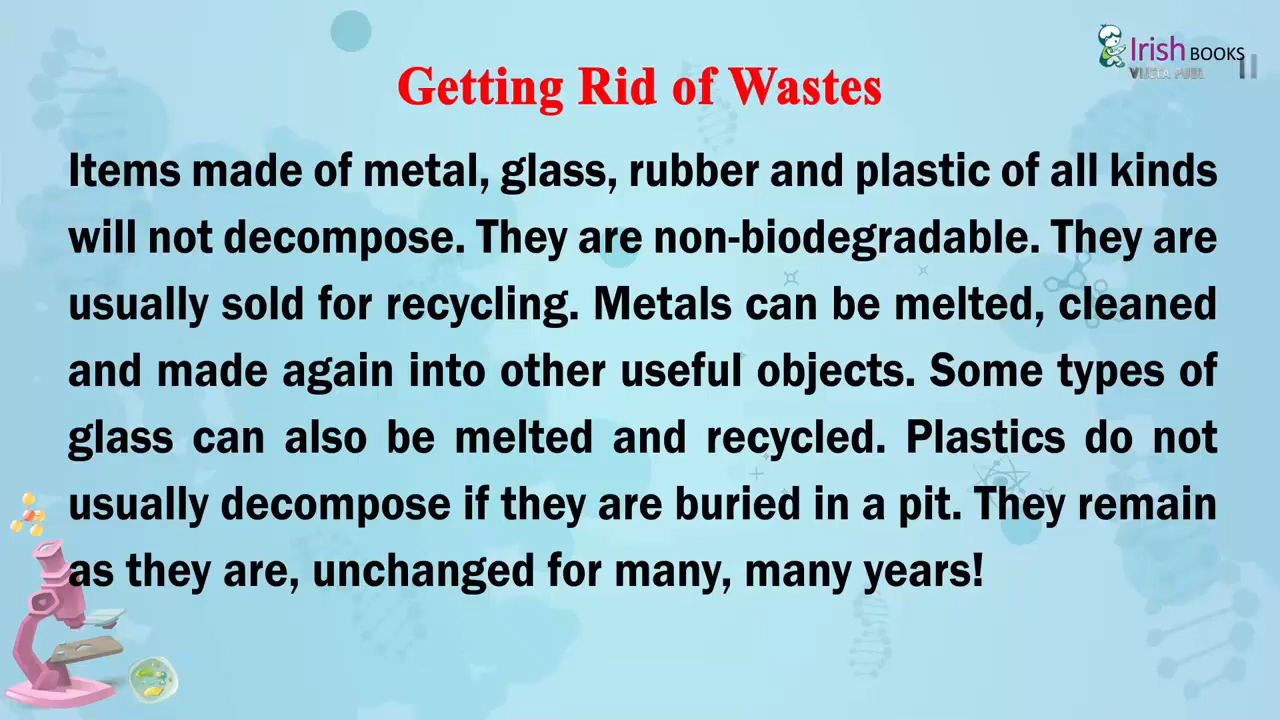 Irish BOOKS
Getting Rid of Wastes
Items made of metal, glass, rubber and plastic of all kinds
will not decompose. They are non-biodegradable. They are
usually sold for recycling. Metals can be melted, cleaned
and made again into other useful objects. Some types of
glass can also be melted and recycled. Plastics do not
usually decompose if they are buried in a pit. They remain
as they are, unchanged for many, many years!